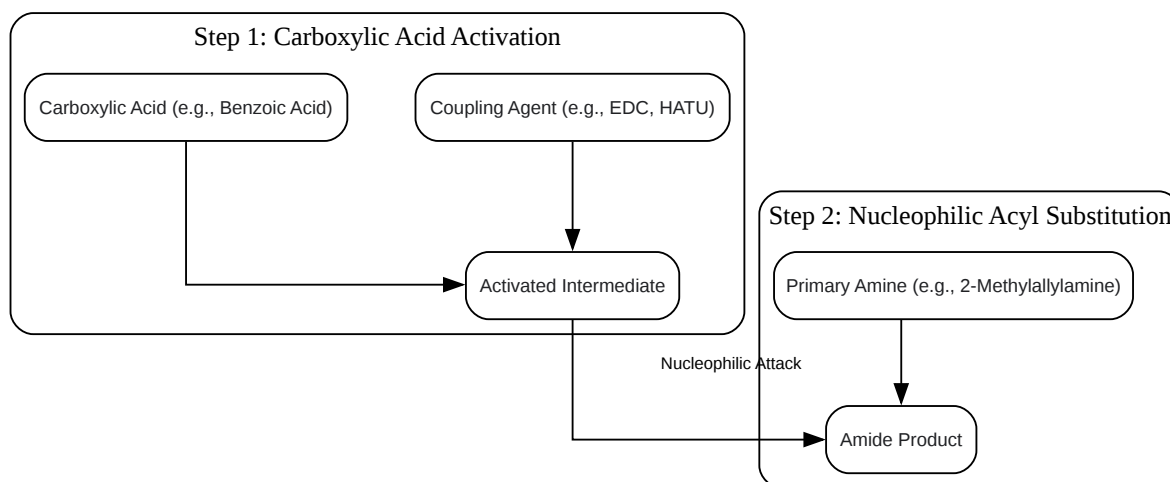 Step 1: Carboxylic Acid Activation
Carboxylic Acid (e.g., Benzoic Acid)
Coupling Agent (e.g., EDC, HATU)
Activated Intermediate
Step 2: Nucleophilic Acyl Substitution
Primary Amine (e.g., 2-Methylallylamine)
Nucleophilic Attack
Amide Product